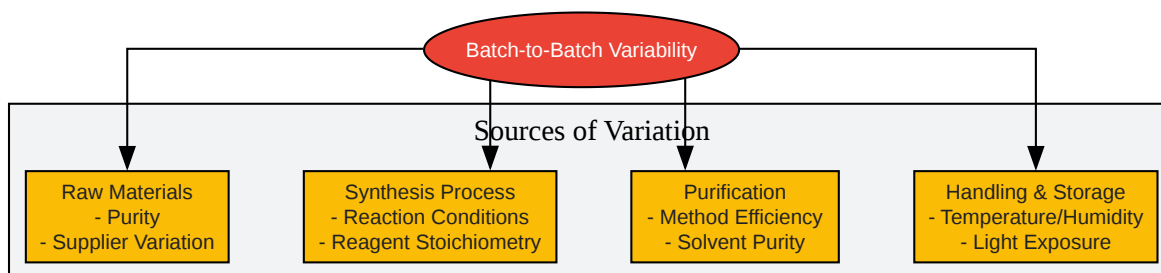 Batch-to-Batch Variability
Sources of Variation
Raw Materials
- Purity
- Supplier Variation
Synthesis Process
- Reaction Conditions
- Reagent Stoichiometry
Purification
- Method Efficiency
- Solvent Purity
Handling & Storage
- Temperature/Humidity
- Light Exposure